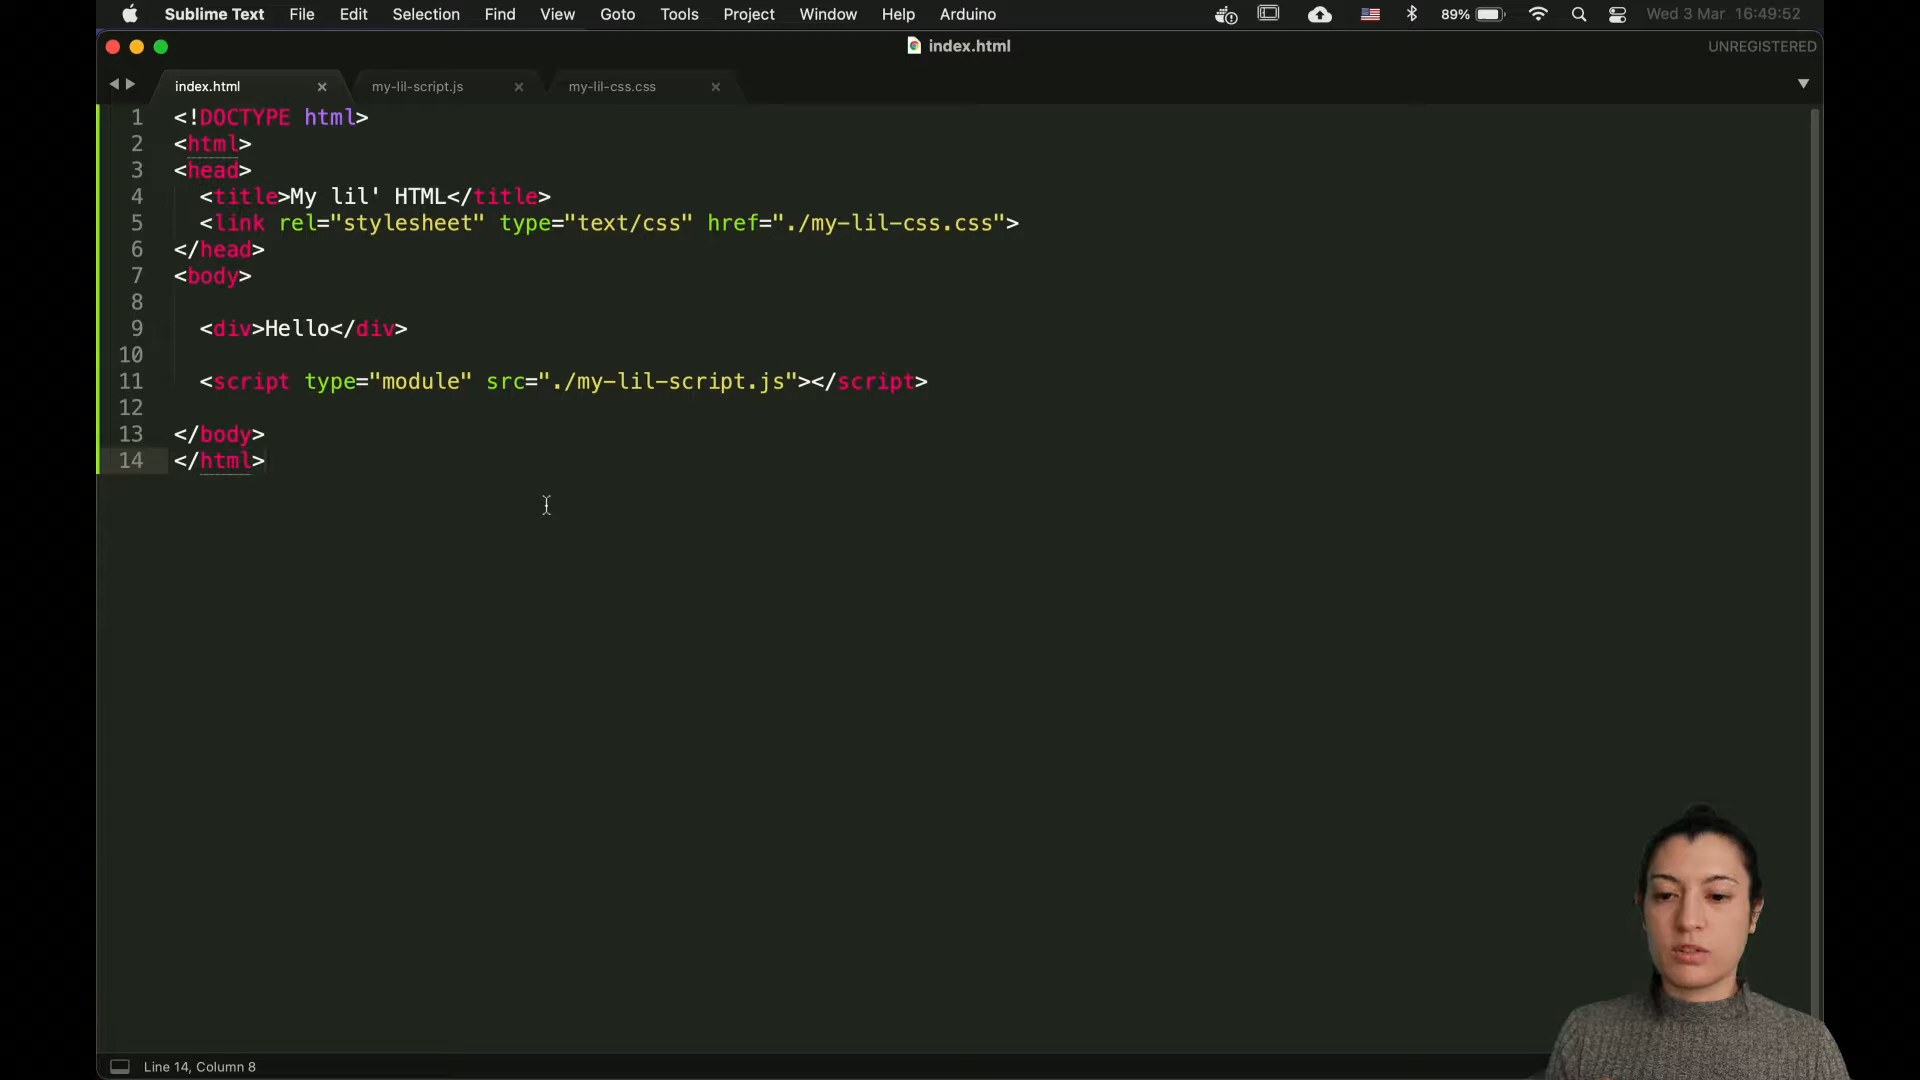 Sublime Text File Edit Selection Find View Goto Tools Project Window Help Arduino 89% Wed 3 Mar 16:49:52
index.html UNREGISTERED
index.html my-lil-script.js my-lil-css.css
1 <!DOCTYPE html>
2 <html>
3 <head>
4 <title>My lil' HTML</title>
5 <link rel="stylesheet" type="text/css" href="./my-lil-css.css">
6 </head>
7 <body>
8
9 <div>Hello</div>
10
11 <script type="module" src="./my-lil-script.js"></script>
12
13 </body>
14 </html>
Line 14, Column 8